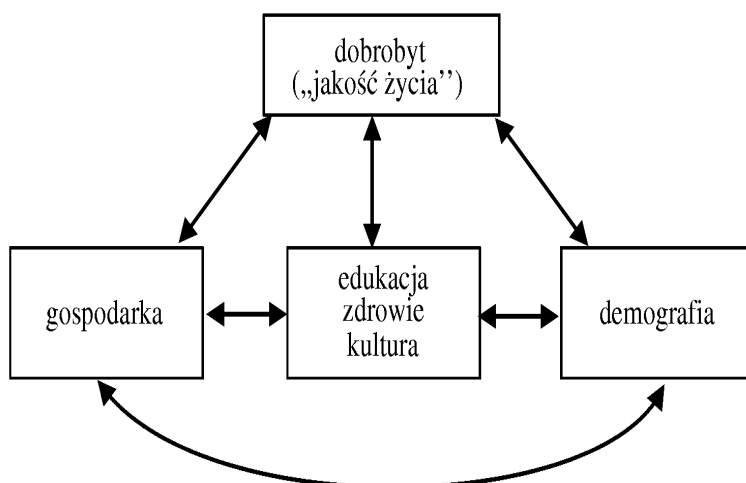 dobrobyt
(„jakość życia’’)
gospodarka
edukacja
zdrowie
kultura
demografia